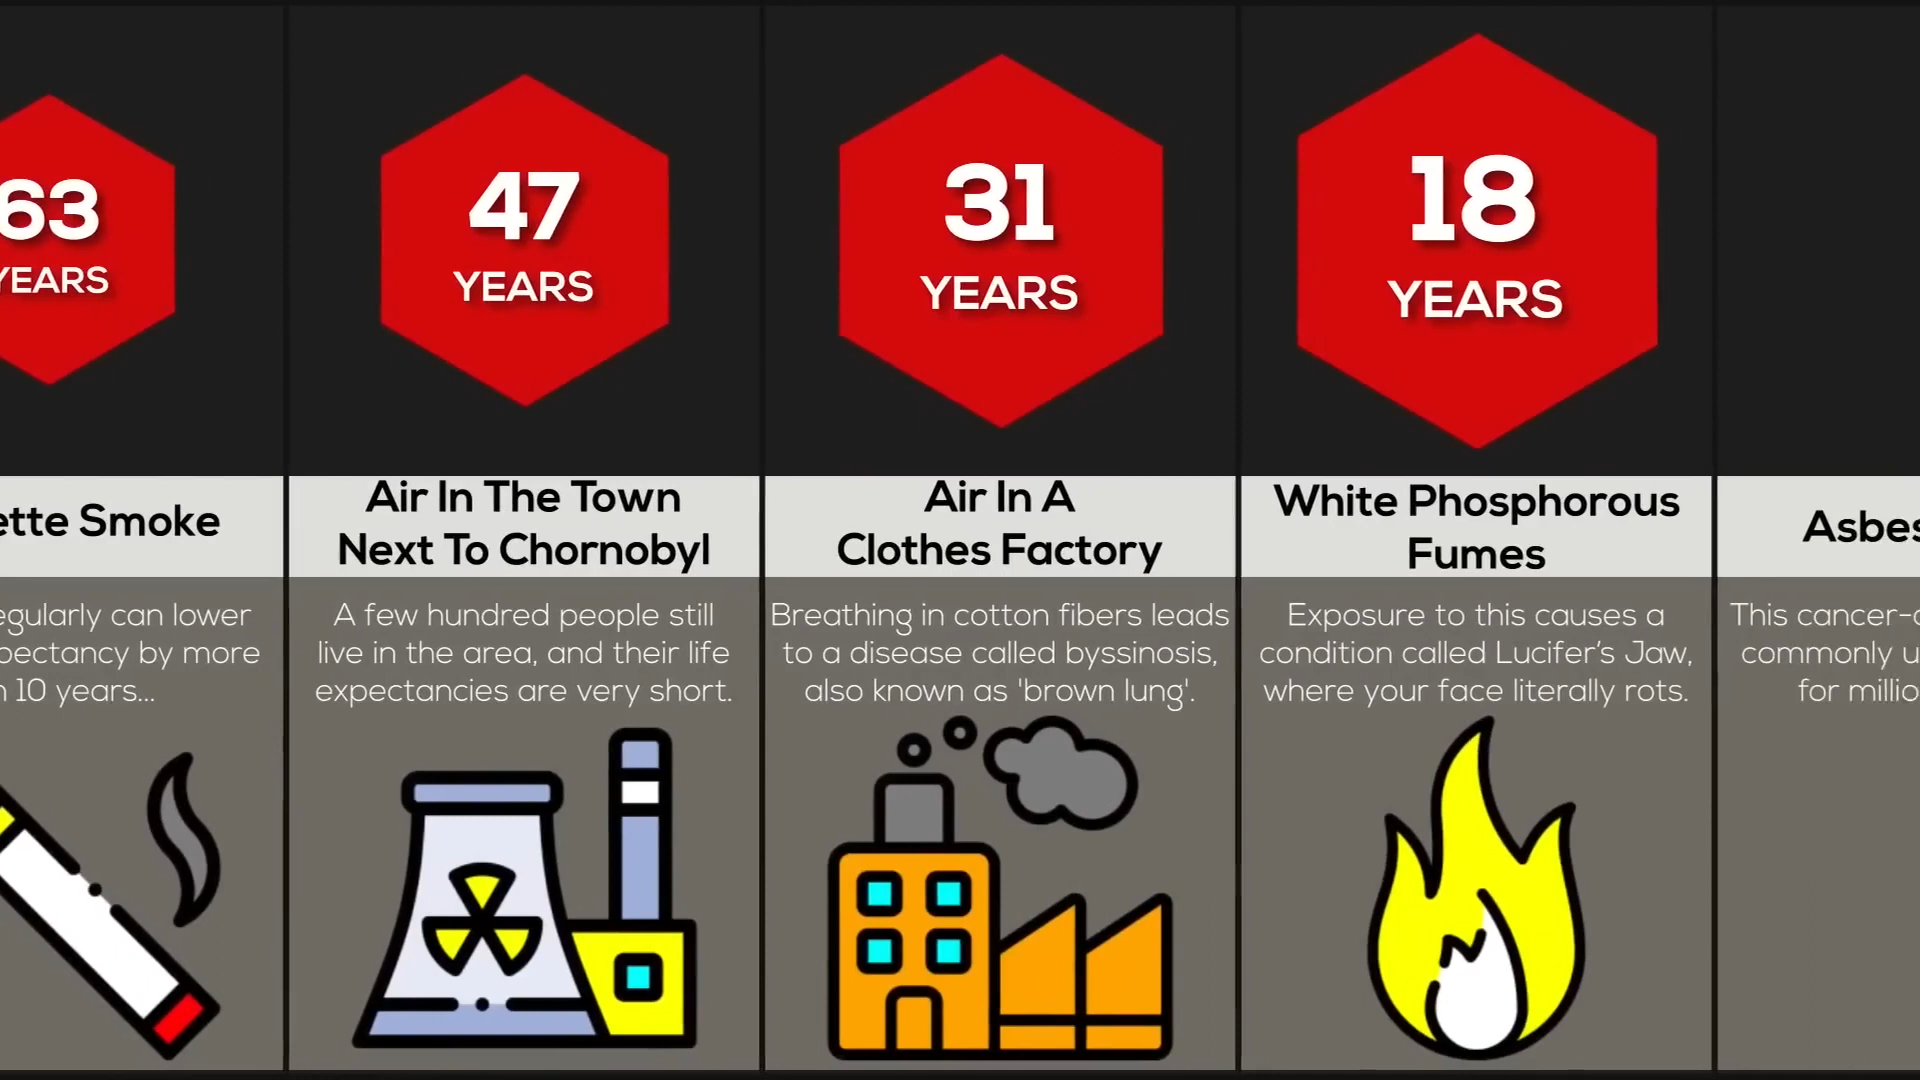 63
YEARS
ette Smoke
egularly can lower
pectancy by more
n 10 years...
47
YEARS
Air In The Town
Next To Chornobyl
A few hundred people still
live in the area, and their life
expectancies are very short.
31
YEARS
Air In A
Clothes Factory
Breathing in cotton fibers leads
to a disease called byssinosis,
also known as 'brown lung'.
18
YEARS
White Phosphorous
Fumes
Exposure to this causes a
condition called Lucifer's Jaw,
where your face literally rots.
Asbes
This cancer-c
commonly u
for millio